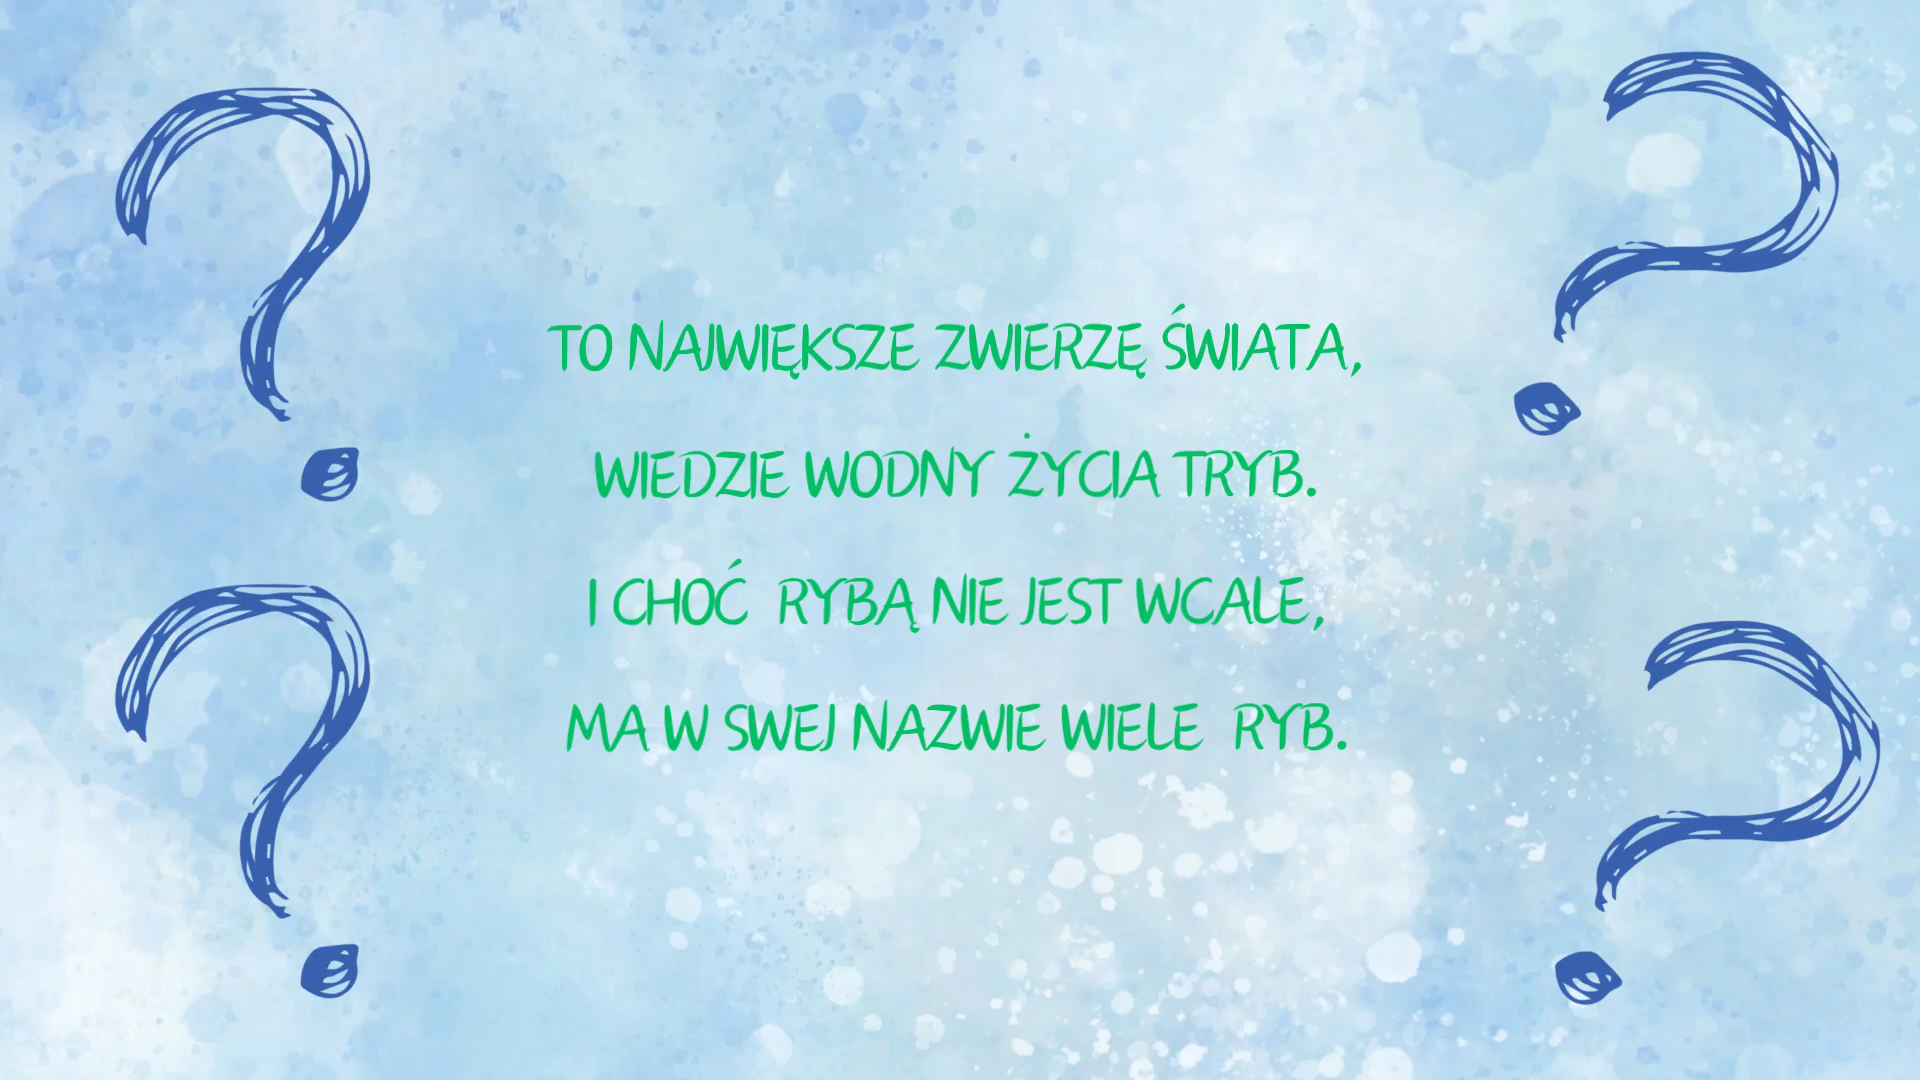 TO NAJWIĘKSZE ZWIERZĘ ŚWIATA,
WIEDZIE WODNY ŻYCIA TRYB.
I CHOĆ RYBĄ NIE JEST WCALE,
MA W SWEJ NAZWIE WIELE RYB.